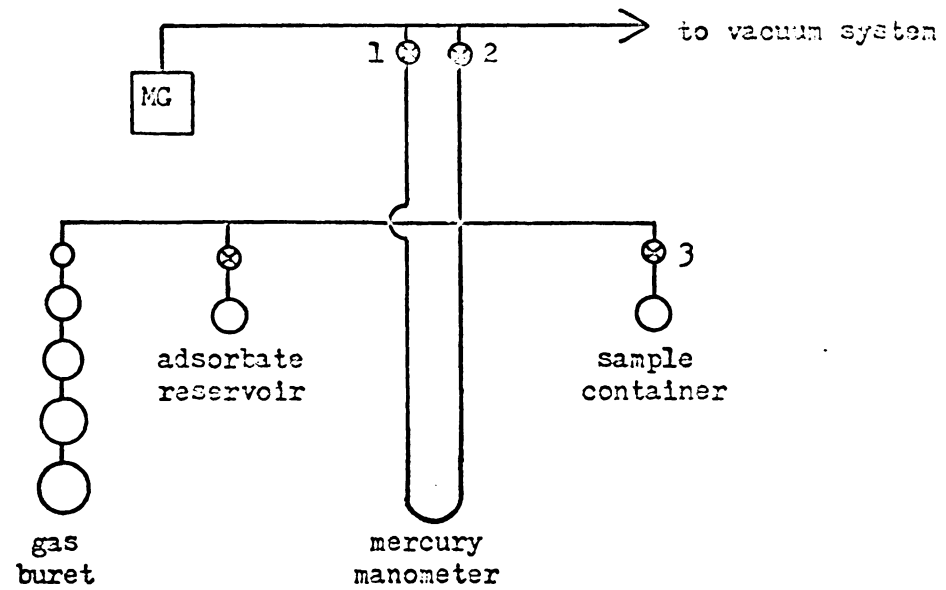 to vacuum system
1
2
MG
3
adsorbate
reservoir
sample
container
gas
buret
mercury
manometer